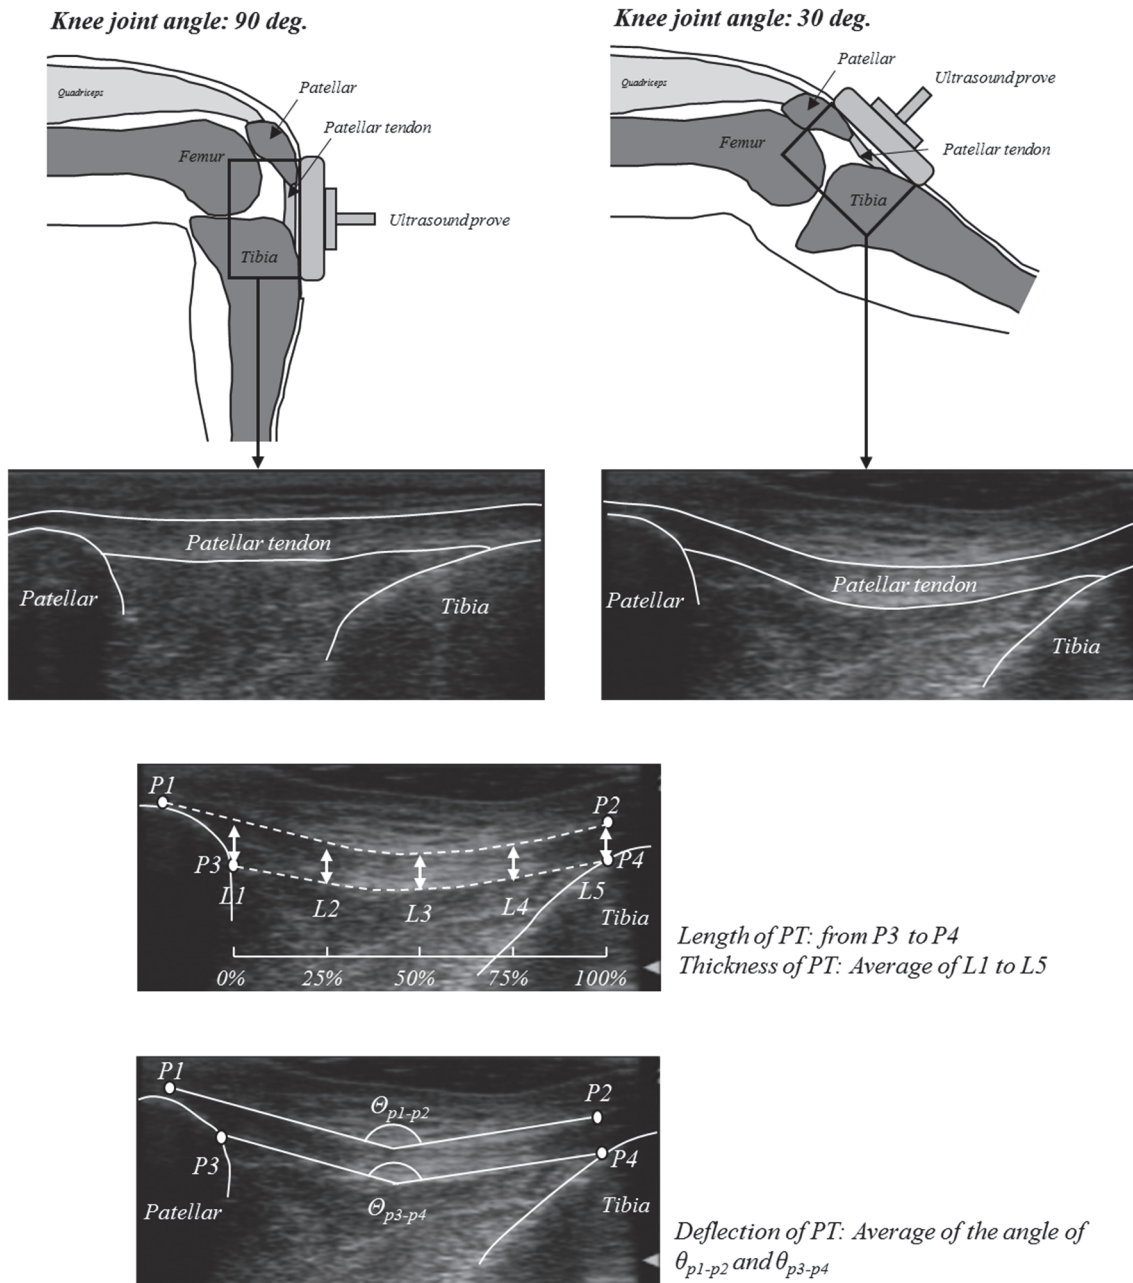 Knee joint angle: 90 deg.
Quadriceps
Patellar
Patellar tendon
Femur
Ultrasound prove
Tibia
Knee joint angle: 30 deg.
Quadriceps
Patellar
Ultrasound prove
Femur
Patellar tendon
Tibia
Patellar tendon
Patellar
Tibia
Patellar tendon
Patellar
Tibia
P1
P2
P3
P4
L1
L2
L3
L4
L5
Tibia
0% 25% 50% 75% 100%
Length of PT: from P3 to P4
Thickness of PT: Average of L1 to L5
P1
P2
Θp1-p2
P3
P4
Θp3-p4
Patellar
Tibia
Deflection of PT: Average of the angle of
θp1-p2 and θp3-p4